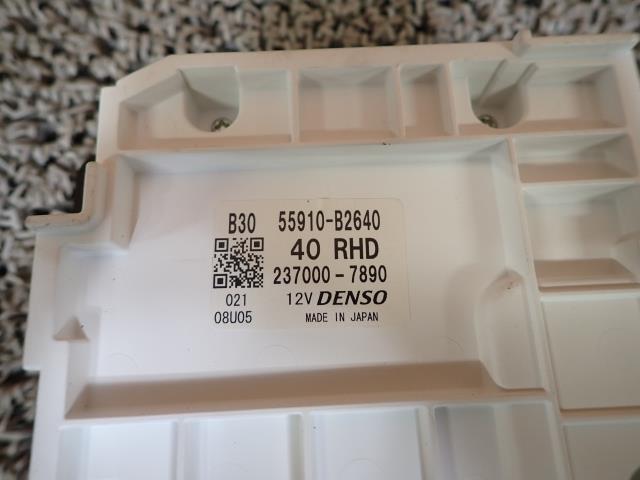 B30 55910-B2640
40 RHD
237000-7890
021 12V DENSO
08U05 MADE IN JAPAN